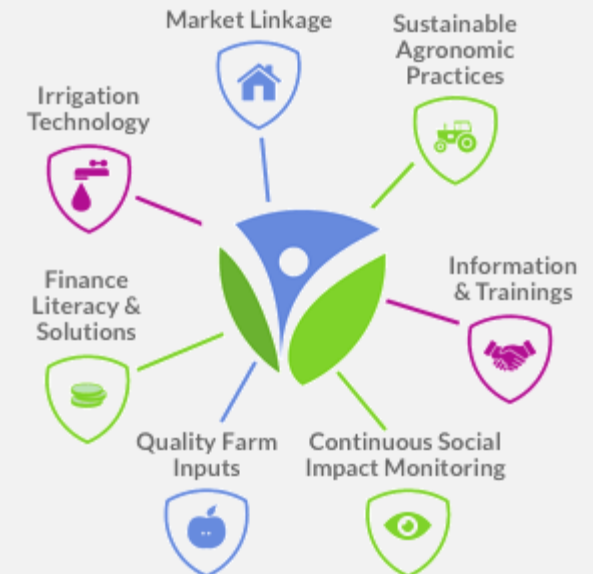 Market Linkage
Sustainable
Agronomic
Practices
Irrigation
Technology
Information
& Trainings
Finance
Literacy &
Solutions
Quality Farm
Inputs
Continuous Social
Impact Monitoring